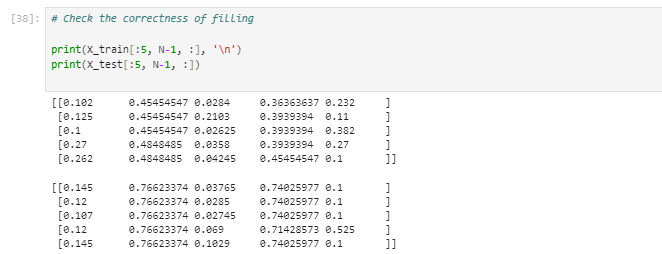 [38]: # Check the correctness of filling
print(X_train[:5, N-1, :], '\n')
print(X_test[:5, N-1, :])
[[0.102 0.45454547 0.0284 0.36363637 0.232 ]
[0.125 0.45454547 0.2103 0.3939394 0.11 ]
[0.1 0.45454547 0.02625 0.3939394 0.382 ]
[0.27 0.4848485 0.0358 0.3939394 0.27 ]
[0.262 0.4848485 0.04245 0.45454547 0.1 ]]
[[0.145 0.76623374 0.03765 0.74025977 0.1 ]
[0.12 0.76623374 0.0285 0.74025977 0.1 ]
[0.107 0.76623374 0.02745 0.74025977 0.1 ]
[0.12 0.76623374 0.069 0.71428573 0.525 ]
[0.145 0.76623374 0.1029 0.74025977 0.1 ]]